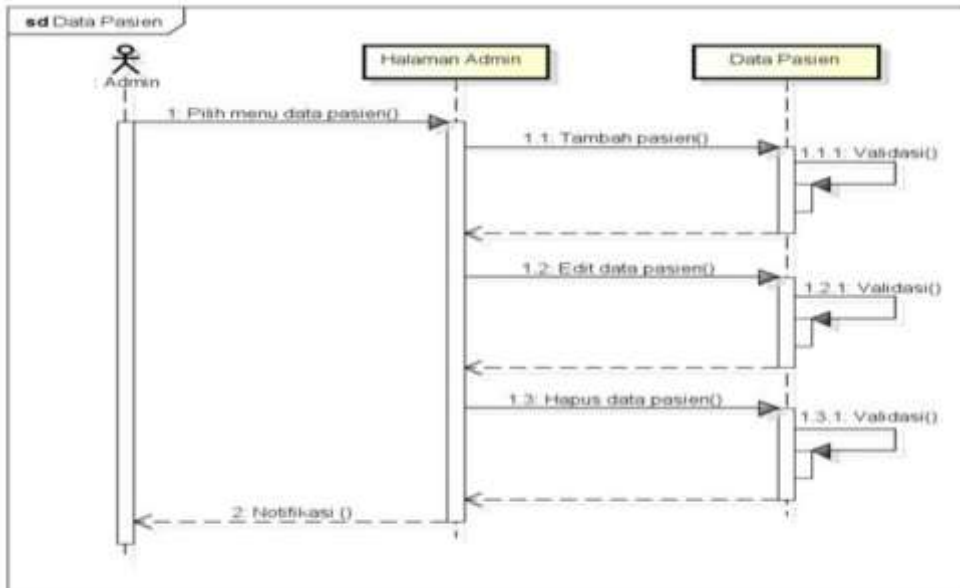 sd Data Pasien
: Admin
Halaman Admin
Data Pasien
1: Pilih menu data pasien()
1.1: Tambah pasien()
1.1.1: Validasi()
1.2: Edit data pasien()
1.2.1: Validasi()
1.3: Hapus data pasien()
1.3.1: Validasi()
2: Notifikasi ()